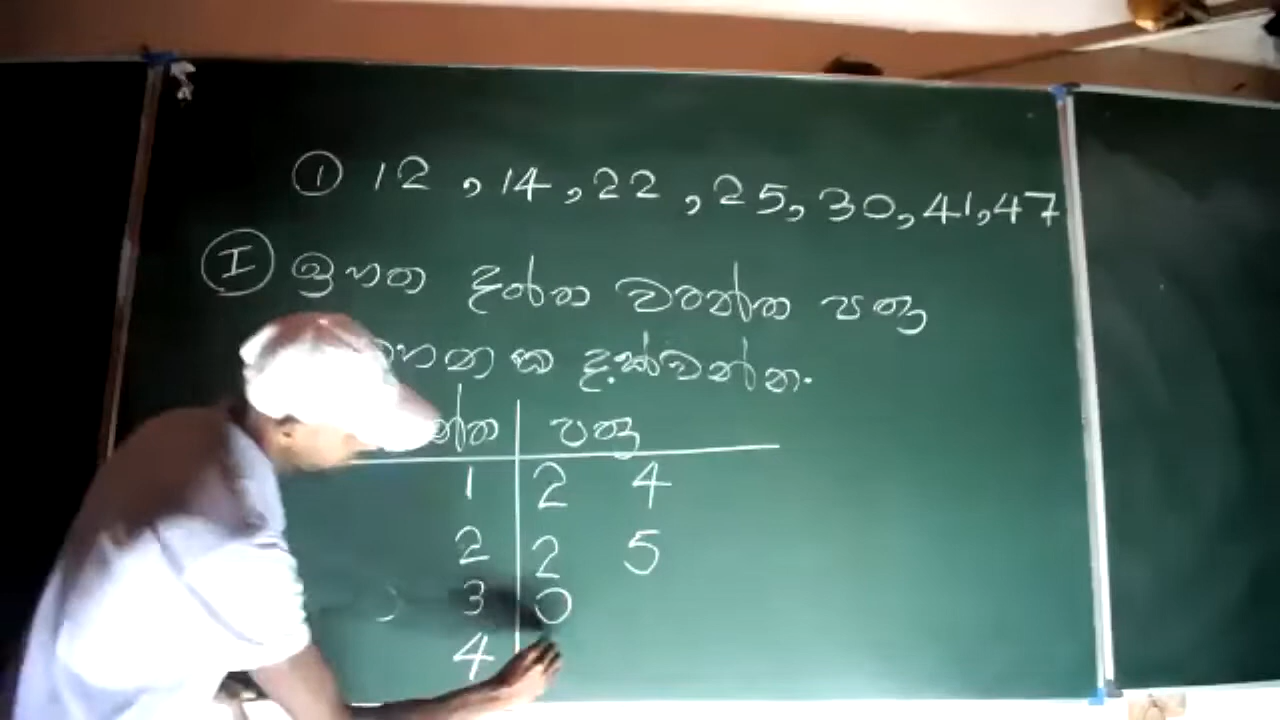 ① 12 , 14 , 22 , 25 , 30 , 41 , 47
Ⓘ ඉහත දත්ත වෘන්ත පත්‍ර
දක්වන්න.
පත්‍ර
1 | 2 4
2 | 2 5
3 | 0
4 |